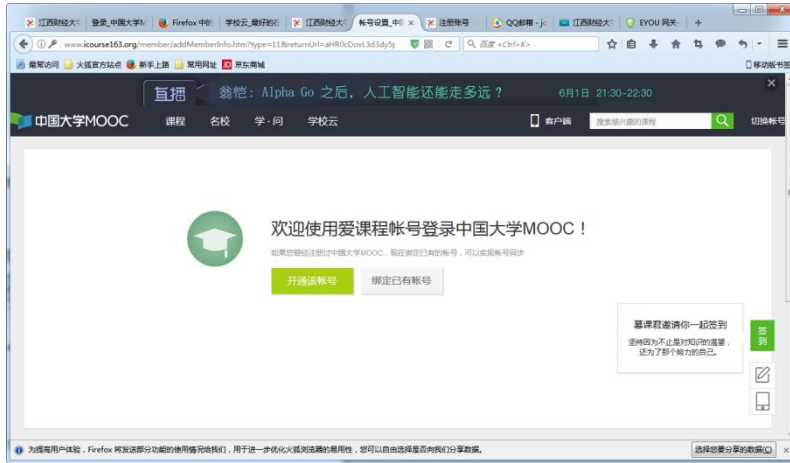 江西财经大
登录_中国大学M
Firefox 中
学校云_最好的在
江西财经大
帐号设置_中
注册帐号
QQ邮箱 - jo
江西财经大
EYOU 网关
www.icourse163.org/member/addMemberInfo.htm?type=11&returnUrl=aHR0cDovL3d3dy5
百度 <Ctrl+K>
最常访问 火狐官方站点 新手上路 常用网址 京东商城
移动版书签
直播 翁恺：Alpha Go 之后，人工智能还能走多远？ 6月1日 21:30-22:30
中国大学MOOC 课程 名校 学·问 学校云 客户端 搜索感兴趣的课程 切换帐号
欢迎使用爱课程帐号登录中国大学MOOC！
如果您曾经注册过中国大学MOOC，现在绑定已有的帐号，可以实现帐号同步
开通该帐号 绑定已有帐号
慕课君邀请你一起签到
坚持因为不止是对知识的渴望，
还为了那个努力的自己。
签到
为提高用户体验，Firefox 将发送部分功能的使用情况给我们，用于进一步优化火狐浏览器的易用性，您可以自由选择是否向我们分享数据。 选择您要分享的数据(C)